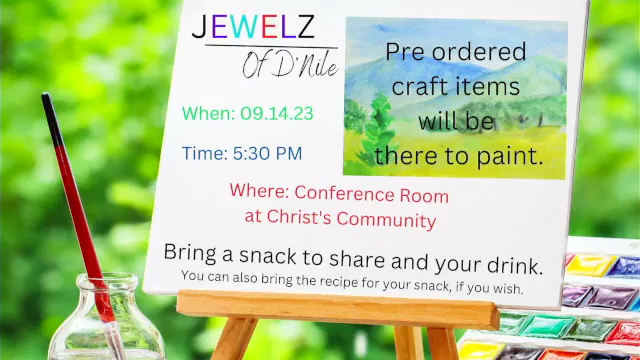 JEWELZ
Of D'Nile
Pre ordered
craft items
will be
there to paint.
When: 09.14.23
Time: 5:30 PM
Where: Conference Room
at Christ's Community
Bring a snack to share and your drink.
You can also bring the recipe for your snack, if you wish.